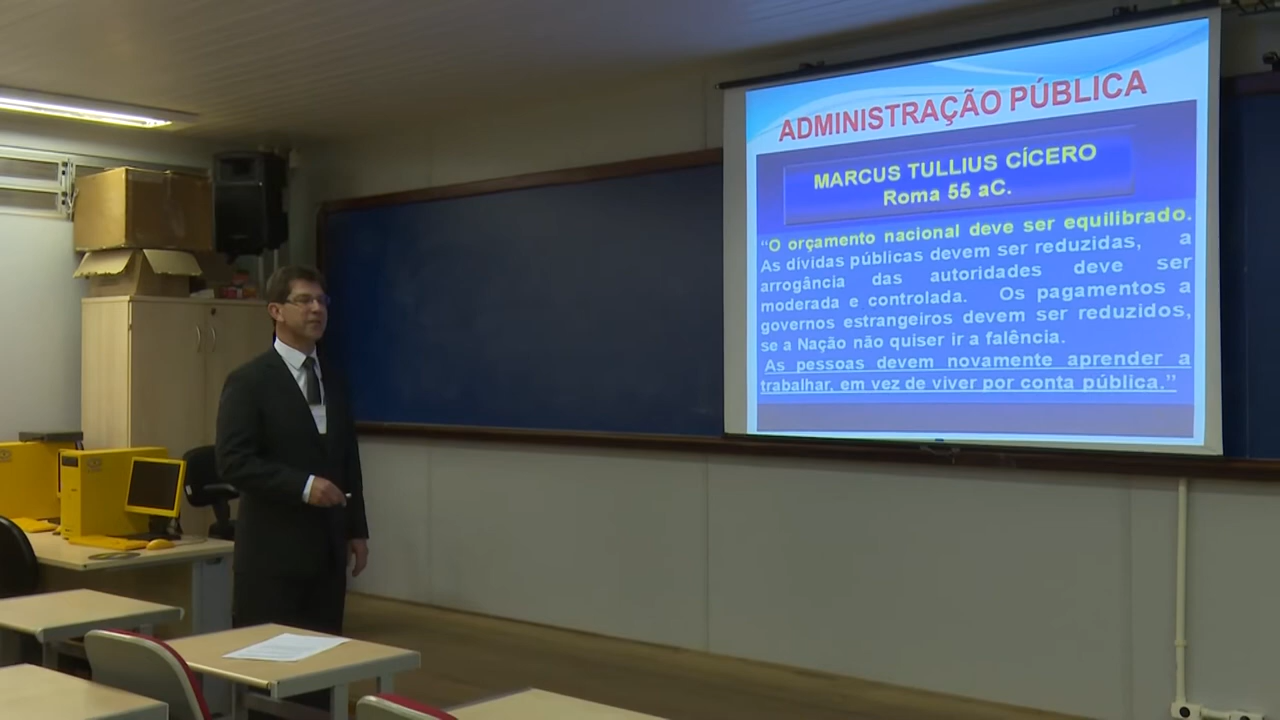 ADMINISTRAÇÃO PÚBLICA
MARCUS TULLIUS CÍCERO
Roma 55 aC.
“O orçamento nacional deve ser equilibrado.
As dívidas públicas devem ser reduzidas, a
arrogância das autoridades deve ser
moderada e controlada. Os pagamentos a
governos estrangeiros devem ser reduzidos,
se a Nação não quiser ir a falência.
As pessoas devem novamente aprender a
trabalhar, em vez de viver por conta pública.”